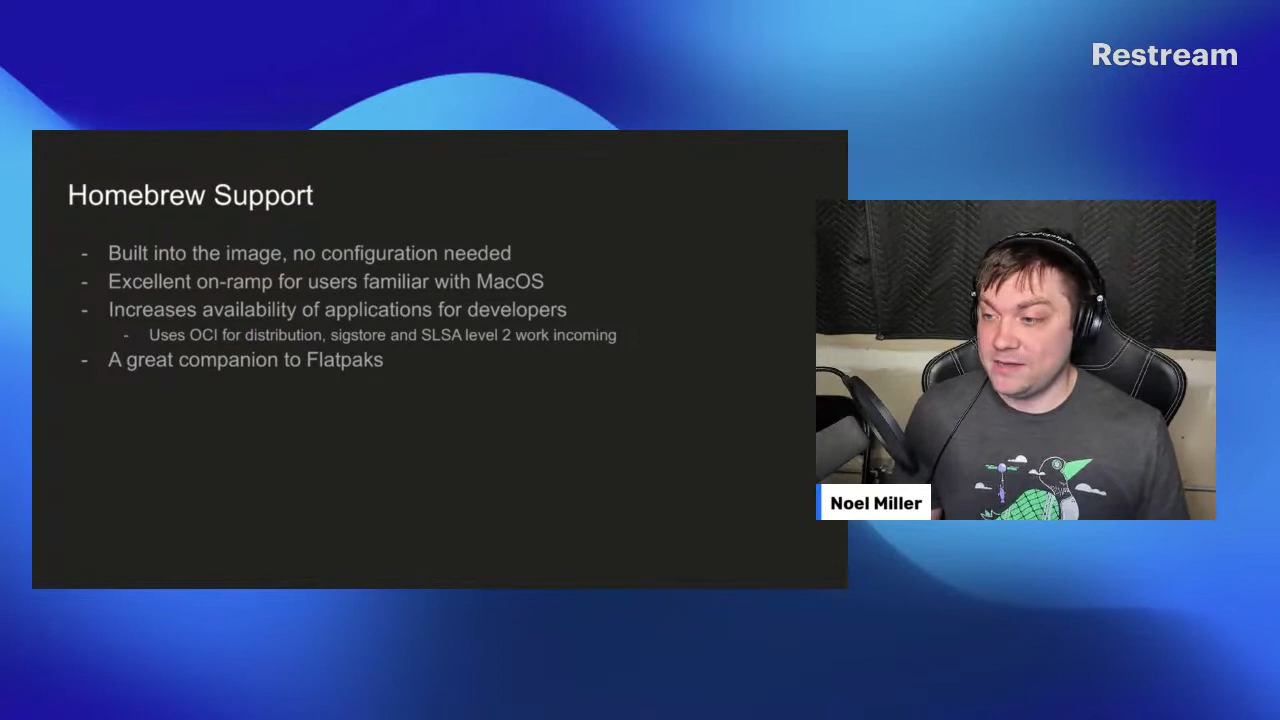 Restream
Homebrew Support
- Built into the image, no configuration needed
- Excellent on-ramp for users familiar with MacOS
- Increases availability of applications for developers
- Uses OCI for distribution, sigstore and SLSA level 2 work incoming
- A great companion to Flatpaks
Noel Miller